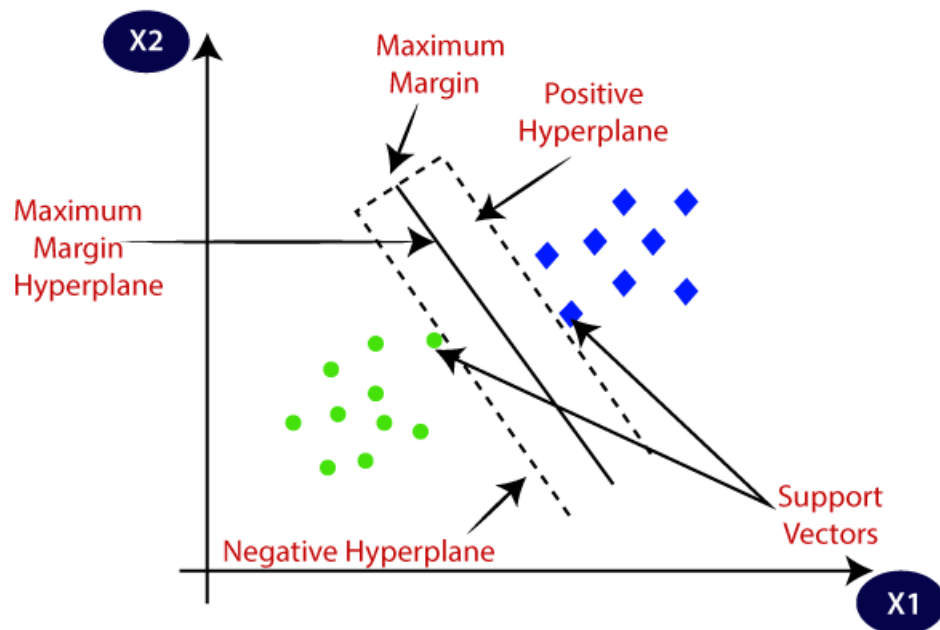 X2
Maximum
Margin
Positive
Hyperplane
Maximum
Margin
Hyperplane
Support
Vectors
Negative Hyperplane
X1